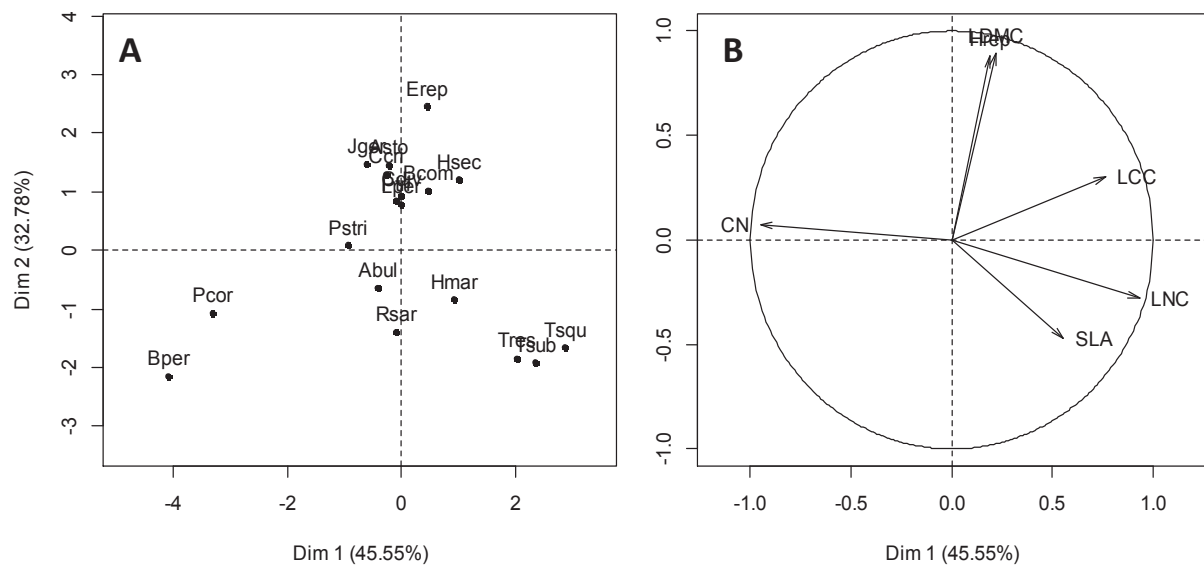 A
B
4
3
2
1
0
-1
-2
-3
Dim 2 (32.78%)
Erep
Hsec
Bcom
Pstri
Abul
Hmar
Rsar
Pcor
Bper
Tres
Tsub
Tsqu
-4
-2
0
2
Dim 1 (45.55%)
1.0
0.5
0.0
-0.5
-1.0
LDMC
Hrep
LCC
CN
LNC
SLA
-1.0
-0.5
0.0
0.5
1.0
Dim 1 (45.55%)